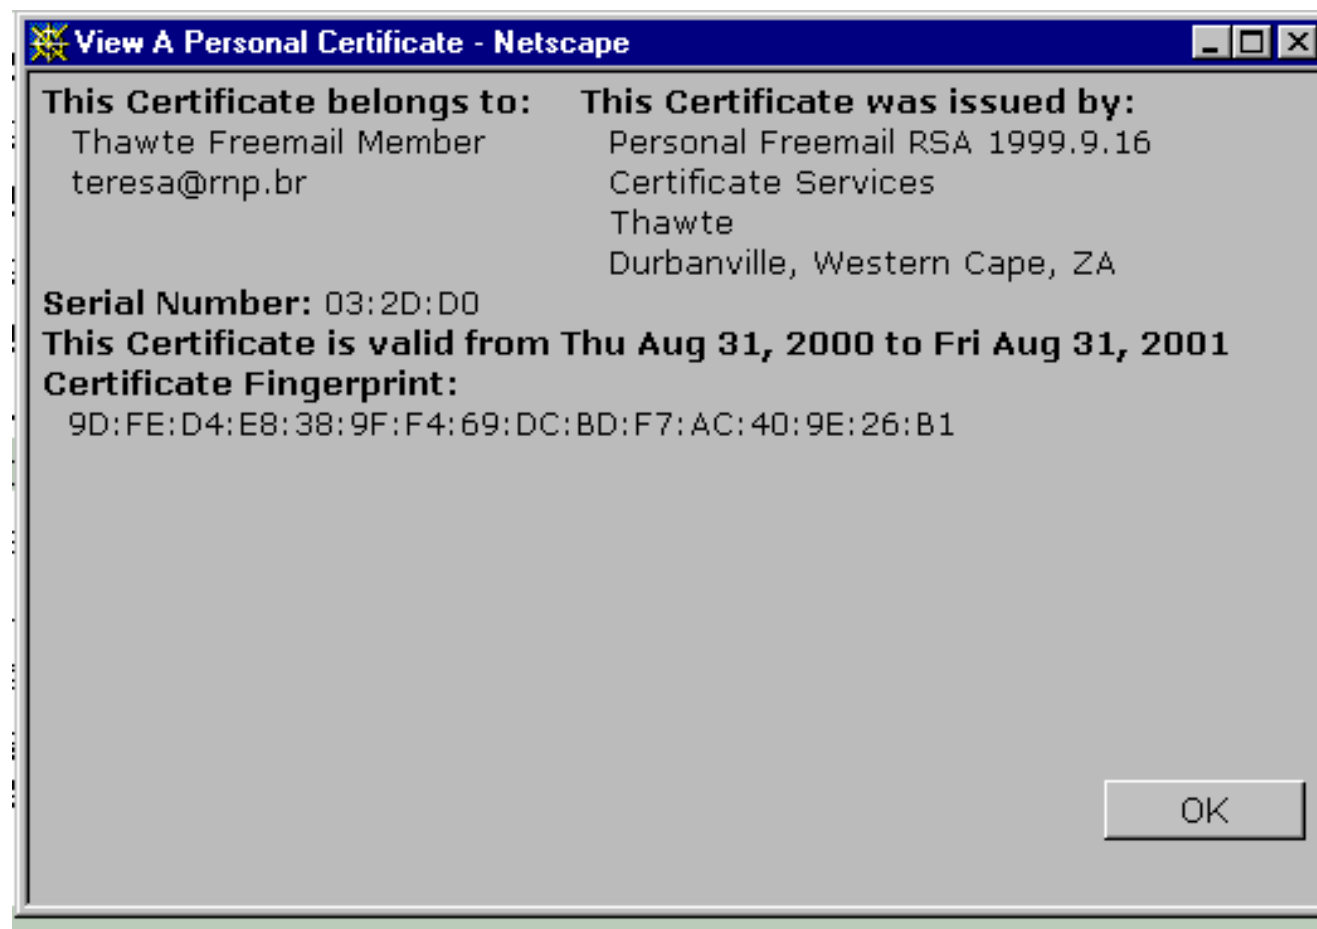 View A Personal Certificate - Netscape
This Certificate belongs to:
Thawte Freemail Member
teresa@rnp.br
This Certificate was issued by:
Personal Freemail RSA 1999.9.16
Certificate Services
Thawte
Durbanville, Western Cape, ZA
Serial Number: 03:2D:D0
This Certificate is valid from Thu Aug 31, 2000 to Fri Aug 31, 2001
Certificate Fingerprint:
9D:FE:D4:E8:38:9F:F4:69:DC:BD:F7:AC:40:9E:26:B1
OK